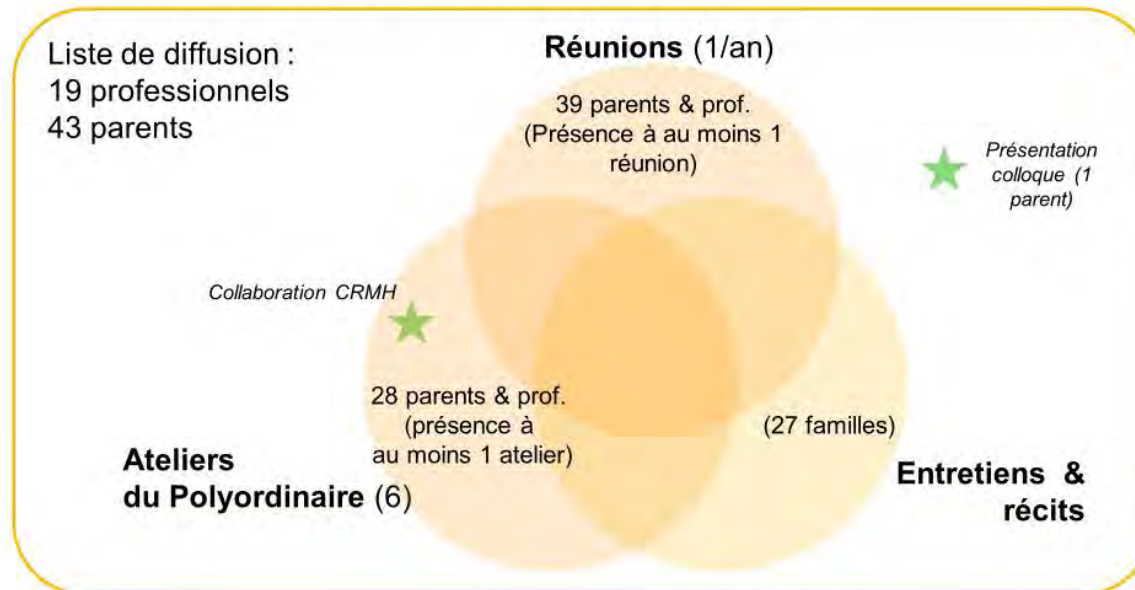 Liste de diffusion :
19 professionnels
43 parents
Réunions (1/an)
39 parents & prof.
(Présence à au moins 1
réunion)
Présentation
colloque (1
parent)
Collaboration CRMH
28 parents & prof.
(présence à
au moins 1 atelier)
(27 familles)
Ateliers
du Polyordinaire (6)
Entretiens &
récits